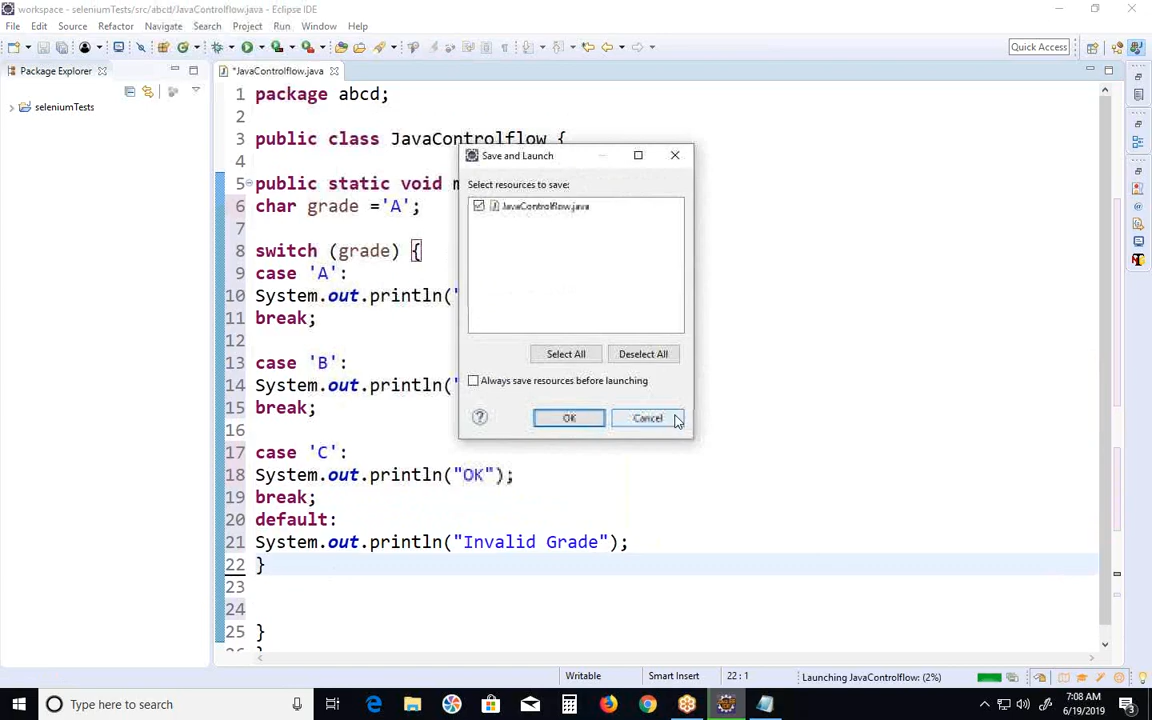 workspace - seleniumTests - src/abcd/JavaControlflow.java - Eclipse IDE
File Edit Source Refactor Navigate Search Project Run Window Help
Quick Access
Package Explorer
*JavaControlflow.java
seleniumTests
1 package abcd;
2
3 public class JavaControlflow {
4
5 public static void m
6 char grade ='A';
7
8 switch (grade) {
9 case 'A':
10 System.out.println("
11 break;
12
13 case 'B':
14 System.out.println("
15 break;
16
17 case 'C':
18 System.out.println("OK");
19 break;
20 default:
21 System.out.println("Invalid Grade");
22 }
23
24
25 }
Save and Launch
Select resources to save:
JavaControlflow.java
Select All Deselect All
Always save resources before launching
OK Cancel
Writable Smart Insert 22 : 1 Launching JavaControlflow: (2%)
Type here to search
7:08 AM
6/19/2019
3